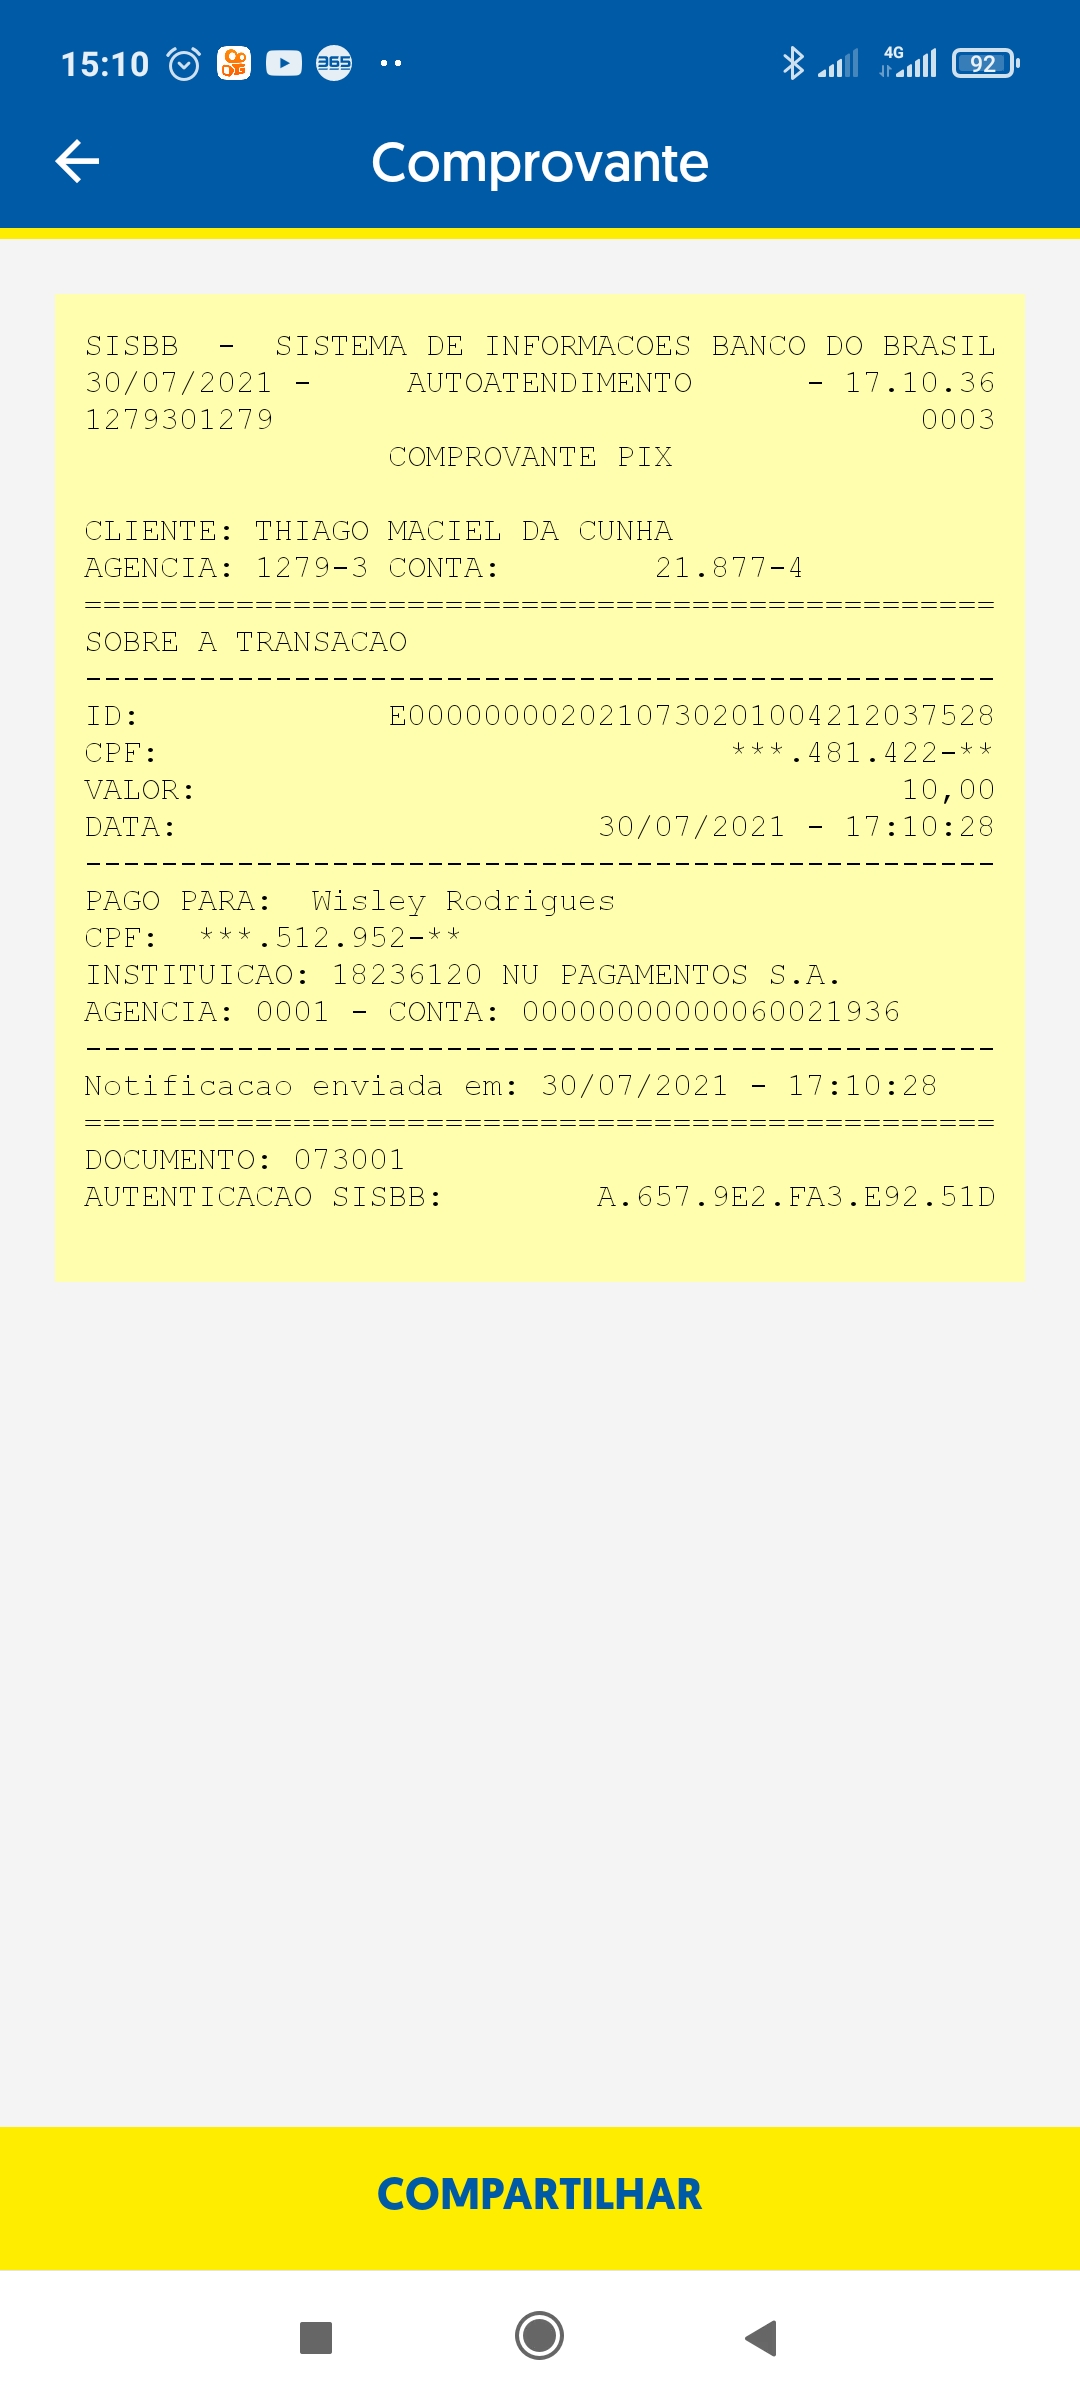 15:10 365 4G 92
Comprovante
SISBB - SISTEMA DE INFORMACOES BANCO DO BRASIL
30/07/2021 - AUTOATENDIMENTO - 17.10.36
1279301279 0003
COMPROVANTE PIX
CLIENTE: THIAGO MACIEL DA CUNHA
AGENCIA: 1279-3 CONTA: 21.877-4
================================================
SOBRE A TRANSACAO
------------------------------------------------
ID: E0000000020210730201004212037528
CPF: ***.481.422-**
VALOR: 10,00
DATA: 30/07/2021 - 17:10:28
------------------------------------------------
PAGO PARA: Wisley Rodrigues
CPF: ***.512.952-**
INSTITUICAO: 18236120 NU PAGAMENTOS S.A.
AGENCIA: 0001 - CONTA: 00000000000060021936
------------------------------------------------
Notificacao enviada em: 30/07/2021 - 17:10:28
================================================
DOCUMENTO: 073001
AUTENTICACAO SISBB: A.657.9E2.FA3.E92.51D
COMPARTILHAR